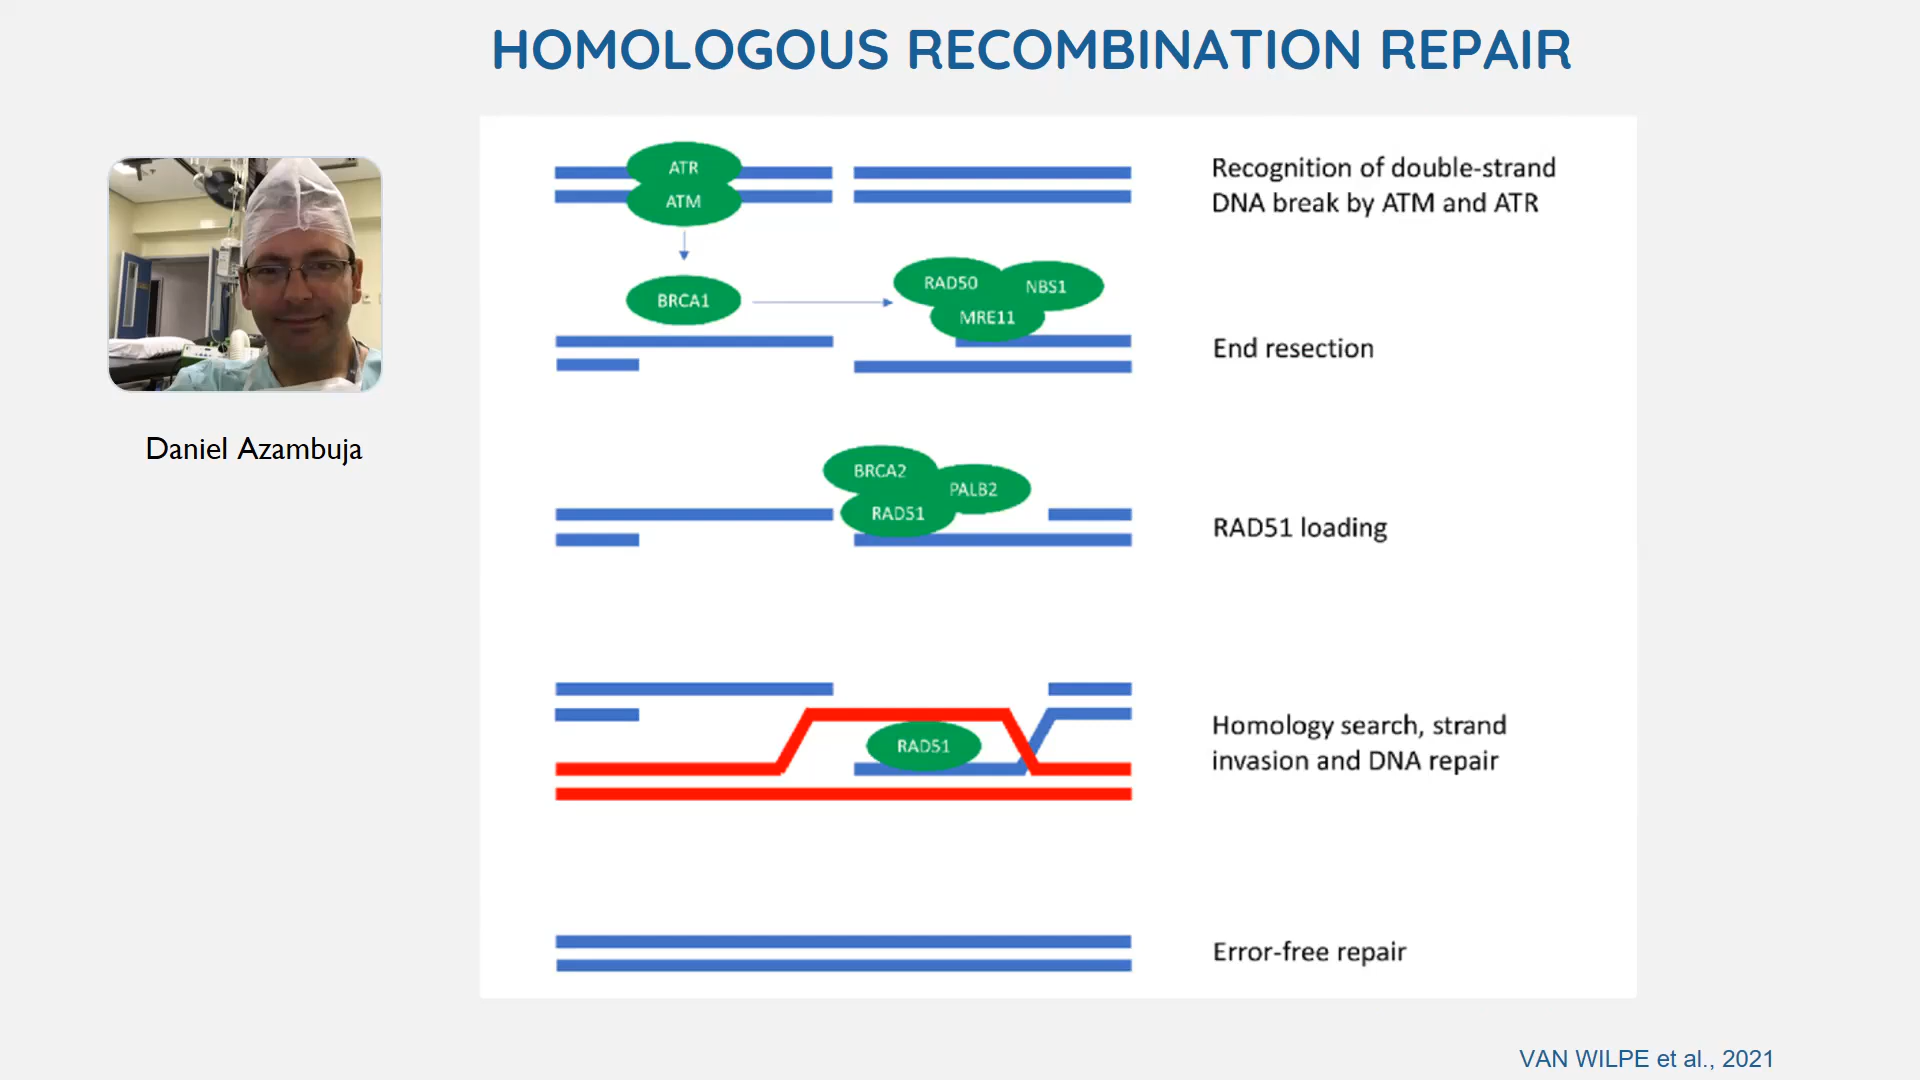 HOMOLOGOUS RECOMBINATION REPAIR
Daniel Azambuja
ATR
ATM
Recognition of double-strand
DNA break by ATM and ATR
BRCA1
RAD50
NBS1
MRE11
End resection
BRCA2
PALB2
RAD51
RAD51 loading
RAD51
Homology search, strand
invasion and DNA repair
Error-free repair
VAN WILPE et al., 2021